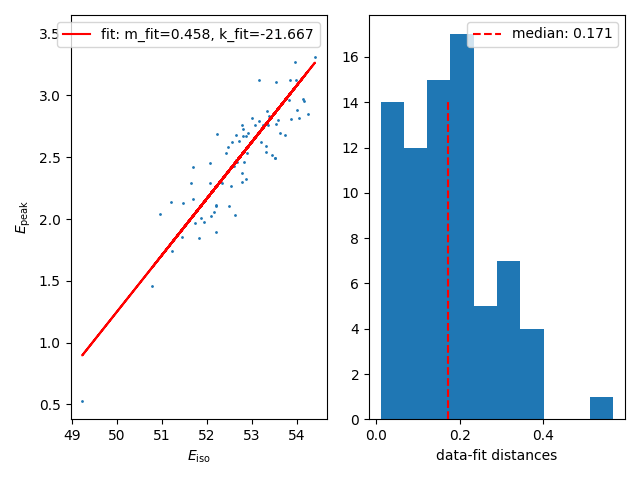 3.5
fit: m_fit=0.458, k_fit=-21.667
3.0
2.5
2.0
1.5
1.0
0.5
E_peak
49 50 51 52 53 54
E_iso
median: 0.171
16
14
12
10
8
6
4
2
0
0.0 0.2 0.4
data-fit distances